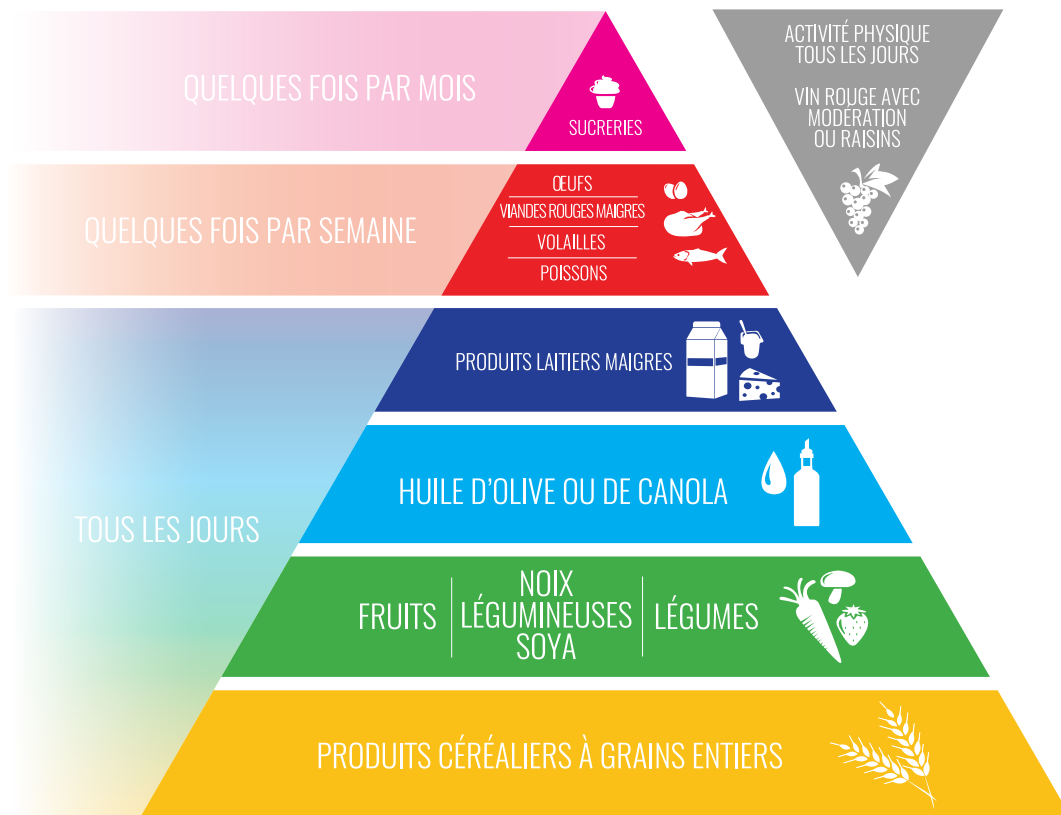 QUELQUES FOIS PAR MOIS
SUCRERIES
ACTIVITÉ PHYSIQUE
TOUS LES JOURS
VIN ROUGE AVEC
MODÉRATION
OU RAISINS
QUELQUES FOIS PAR SEMAINE
ŒUFS
VIANDES ROUGES MAIGRES
VOLAILLES
POISSONS
TOUS LES JOURS
PRODUITS LAITIERS MAIGRES
HUILE D'OLIVE OU DE CANOLA
FRUITS
NOIX
LÉGUMINEUSES
SOYA
LÉGUMES
PRODUITS CÉRÉALIERS À GRAINS ENTIERS